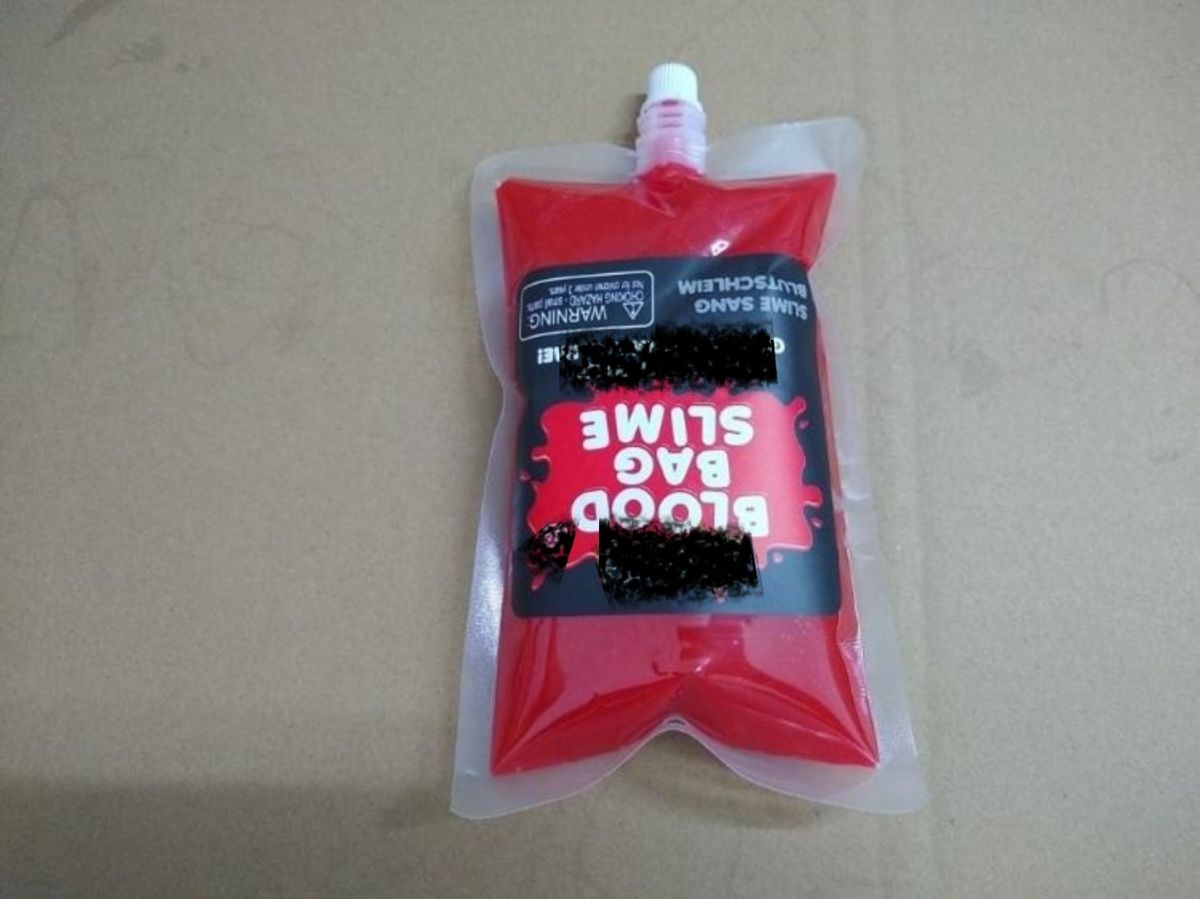 BLOOD
BAG
SLIME
SLIME SANG
BLUTSCHLEIM
WARNING:
CHOKING HAZARD - small parts.
Not for children under 3 years.